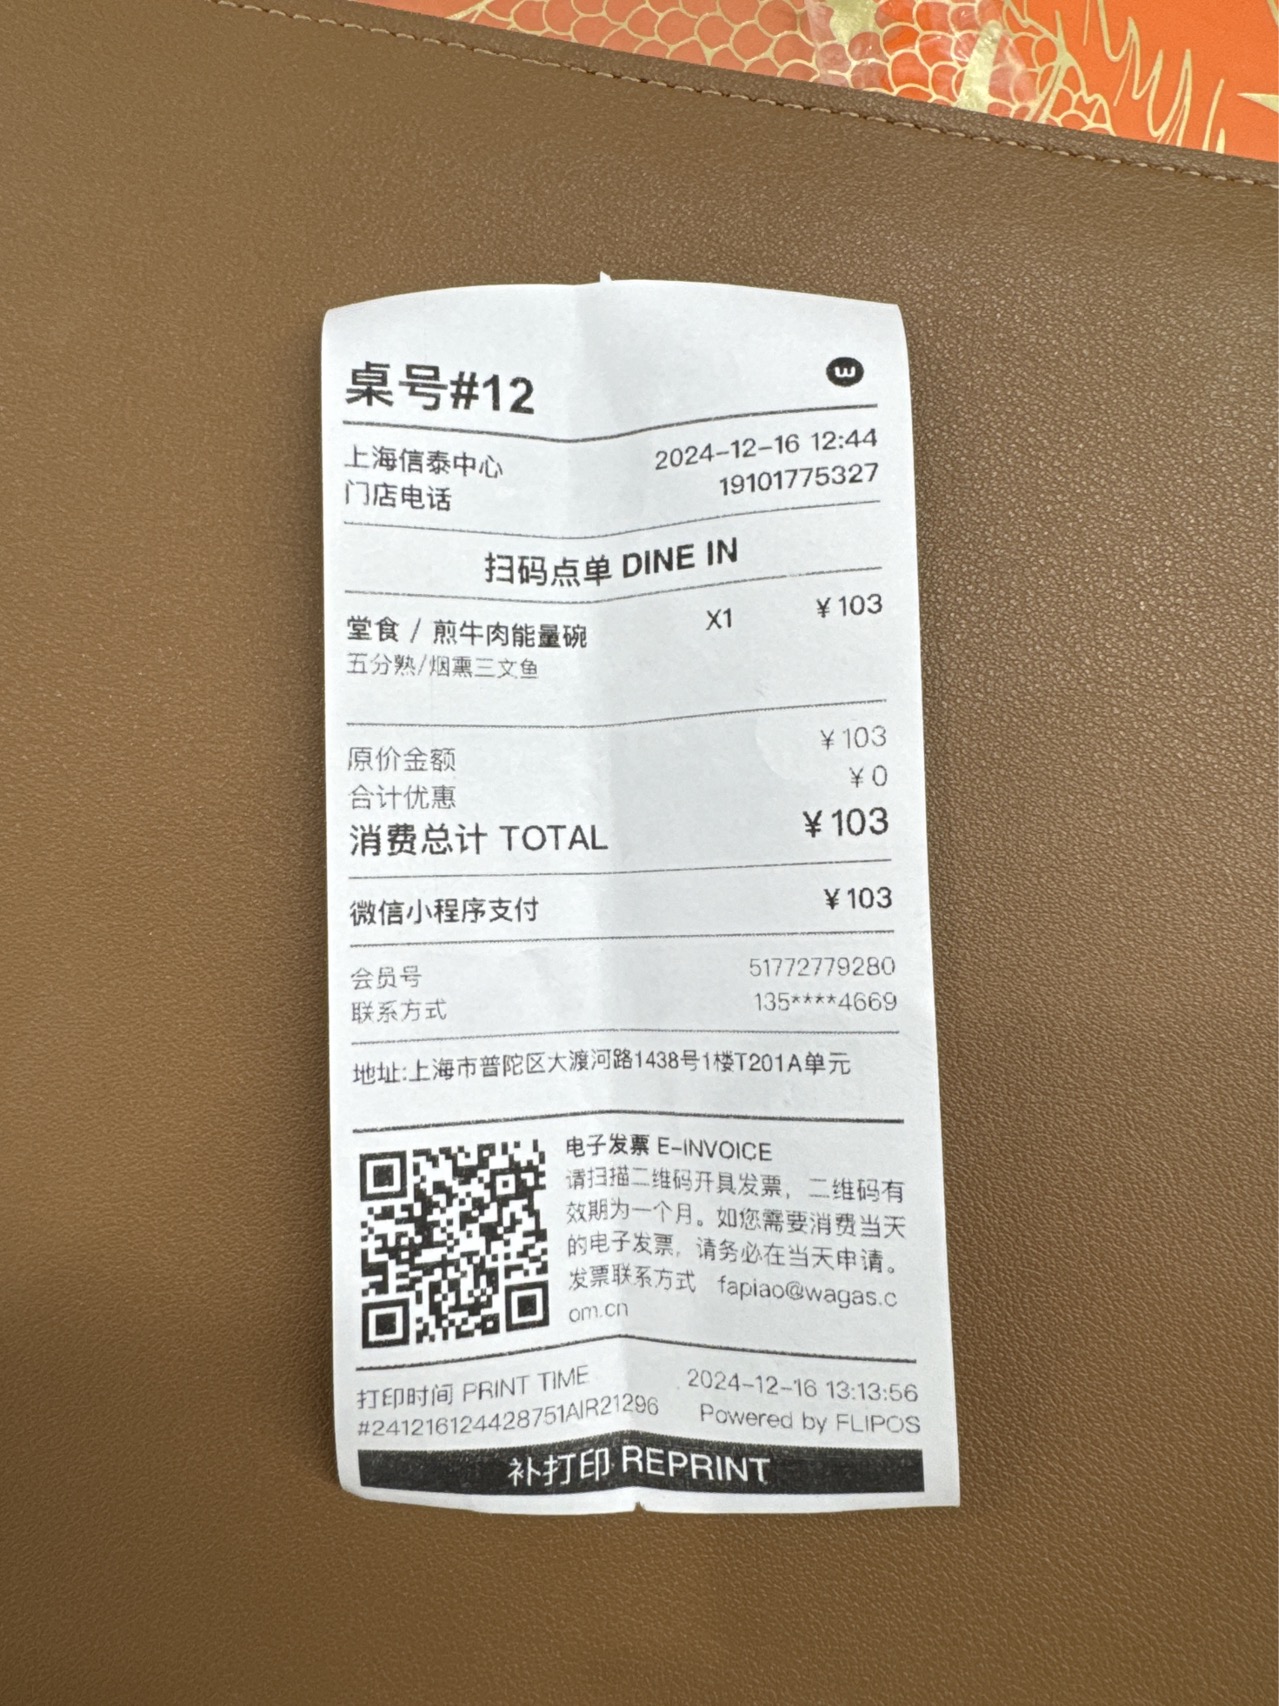 桌号#12
w
上海信泰中心 2024-12-16 12:44
门店电话 19101775327
扫码点单 DINE IN
堂食 / 煎牛肉能量碗 X1 ¥103
五分熟/烟熏三文鱼
原价金额 ¥103
合计优惠 ¥0
消费总计 TOTAL ¥103
微信小程序支付 ¥103
会员号 51772779280
联系方式 135****4669
地址:上海市普陀区大渡河路1438号1楼T201A单元
电子发票 E-INVOICE
请扫描二维码开具发票，二维码有
效期为一个月。如您需要消费当天
的电子发票，请务必在当天申请。
发票联系方式 fapiao@wagas.c
om.cn
打印时间 PRINT TIME 2024-12-16 13:13:56
#241216124428751AIR21296 Powered by FLIPOS
补打印 REPRINT